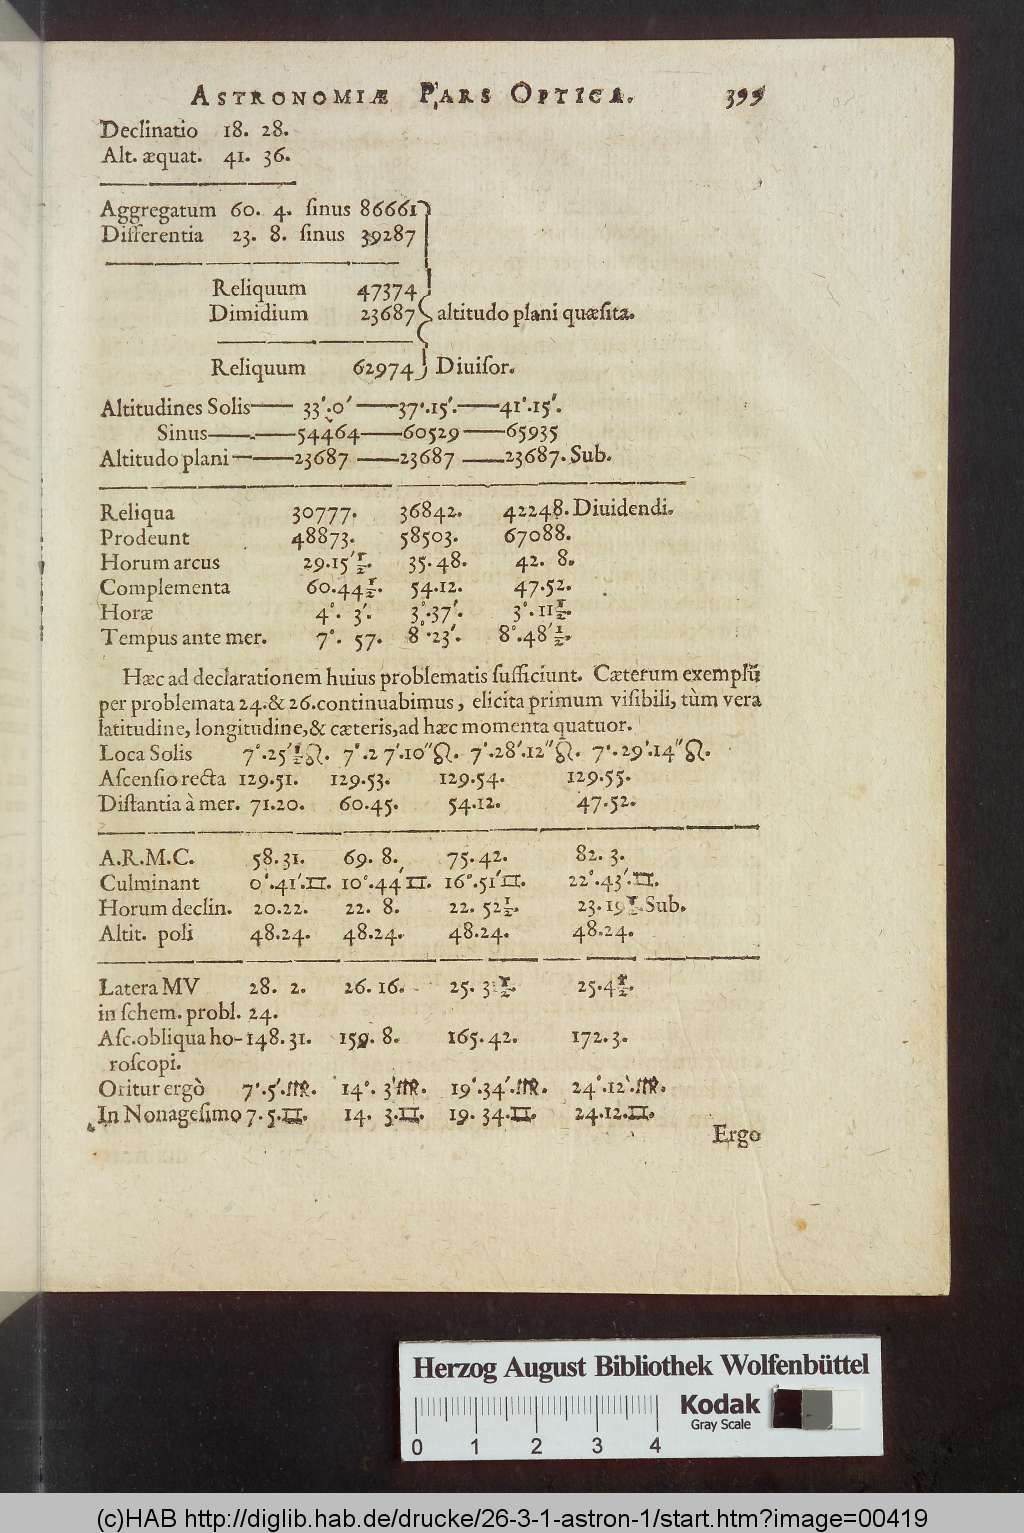 ASTRONOMIÆ PARS OPTICA. 399
Declinatio 18. 28.
Alt. æquat. 41. 36.
Aggregatum 60. 4. ſinus 86661
Differentia 23. 8. ſinus 39287
Reliquum 47374
Dimidium 23687 altitudo plani quæſita.
Reliquum 62974 Diuiſor.
Altitudines Solis 33°.0′ 37°.15′. 41°.15′.
Sinus 54464 60529 65935
Altitudo plani 23687 23687 23687. Sub.
Reliqua 30777. 36842. 42248. Diuidendi.
Prodeunt 48873. 58503. 67088.
Horum arcus 29.15′½. 35.48. 42. 8.
Complementa 60.44½. 54.12. 47.52.
Horæ 4°. 3′. 3°.37′. 3°.11½.
Tempus ante mer. 7°. 57. 8°.23′. 8°.48′½.
Hæc ad declarationem huius problematis ſufficiunt. Cæterum exemplū
per problemata 24.& 26.continuabimus, elicita primum viſibili, tùm vera
latitudine, longitudine,& cæteris,ad hæc momenta quatuor.
Loca Solis 7°.25′½♌. 7°.27′.10″♌. 7°.28′.12″♌. 7°.29′.14″♌.
Aſcenſio recta 129.51. 129.53. 129.54. 129.55.
Diſtantia à mer. 71.20. 60.45. 54.12. 47.52.
A.R.M.C. 58.31. 69. 8. 75.42. 82. 3.
Culminant 0°.41′.♊. 10°.44′♊. 16°.51′♊. 22°.43′.♊.
Horum declin. 20.22. 22. 8. 22. 52½. 23.19½.Sub.
Altit. poli 48.24. 48.24. 48.24. 48.24.
Latera MV 28. 2. 26. 16. 25. 3½. 25.4½.
in ſchem. probl. 24.
Aſc.obliqua ho- 148.31. 159. 8. 165.42. 172.3.
roſcopi.
Oritur ergò 7°.5′.♍. 14°. 3′♍. 19°.34′.♍. 24°.12′.♍.
In Nonageſimo 7. 5.♊. 14. 3.♊. 19. 34.♊. 24.12.♊.
Ergo
Herzog August Bibliothek Wolfenbüttel
Kodak
Gray Scale
0 1 2 3 4
(c)HAB http://diglib.hab.de/drucke/26-3-1-astron-1/start.htm?image=00419